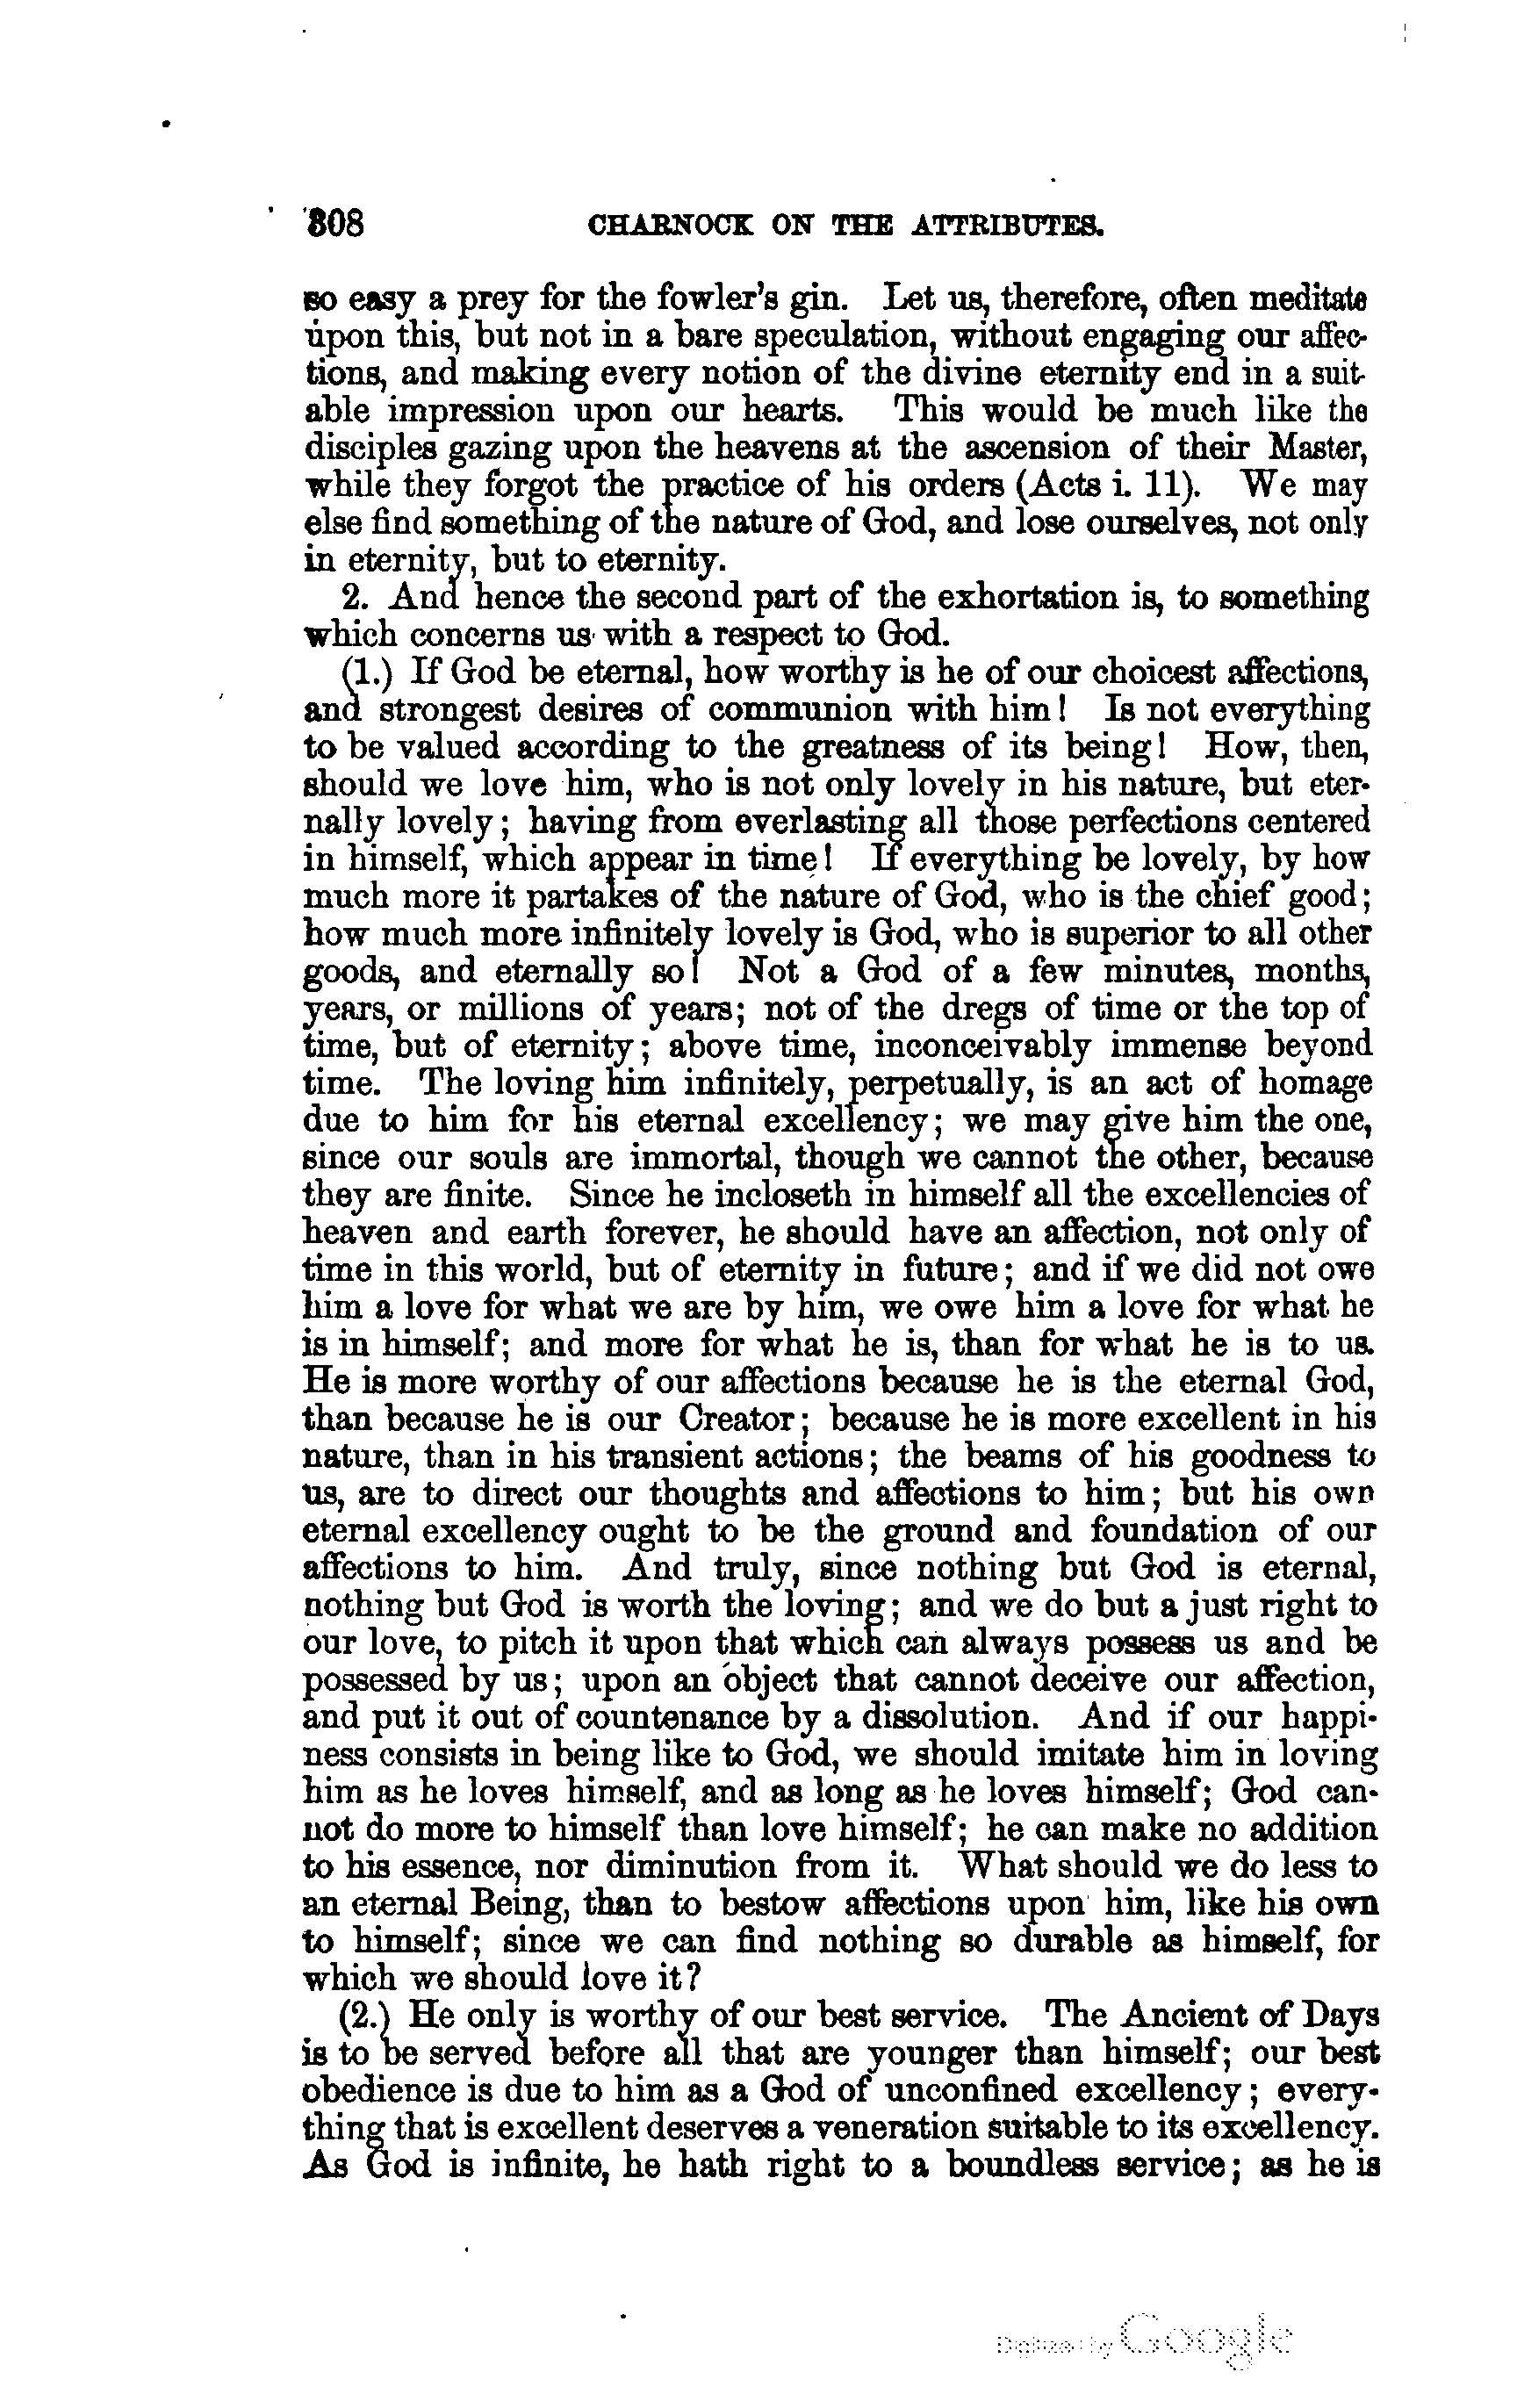 308 CHARNOCK ON THE ATTRIBUTES.
so easy a prey for the fowler's gin. Let us, therefore, often meditate
upon this, but not in a bare speculation, without engaging our affec-
tions, and making every notion of the divine eternity end in a suit-
able impression upon our hearts. This would be much like the
disciples gazing upon the heavens at the ascension of their Master,
while they forgot the practice of his orders (Acts i. 11). We may
else find something of the nature of God, and lose ourselves, not only
in eternity, but to eternity.
2. And hence the second part of the exhortation is, to something
which concerns us with a respect to God.
(1.) If God be eternal, how worthy is he of our choicest affections,
and strongest desires of communion with him! Is not everything
to be valued according to the greatness of its being! How, then,
should we love him, who is not only lovely in his nature, but eter-
nally lovely; having from everlasting all those perfections centered
in himself, which appear in time! If everything be lovely, by how
much more it partakes of the nature of God, who is the chief good;
how much more infinitely lovely is God, who is superior to all other
goods, and eternally so! Not a God of a few minutes, months,
years, or millions of years; not of the dregs of time or the top of
time, but of eternity; above time, inconceivably immense beyond
time. The loving him infinitely, perpetually, is an act of homage
due to him for his eternal excellency; we may give him the one,
since our souls are immortal, though we cannot the other, because
they are finite. Since he incloseth in himself all the excellencies of
heaven and earth forever, he should have an affection, not only of
time in this world, but of eternity in future; and if we did not owe
him a love for what we are by him, we owe him a love for what he
is in himself; and more for what he is, than for what he is to us.
He is more worthy of our affections because he is the eternal God,
than because he is our Creator; because he is more excellent in his
nature, than in his transient actions; the beams of his goodness to
us, are to direct our thoughts and affections to him; but his own
eternal excellency ought to be the ground and foundation of our
affections to him. And truly, since nothing but God is eternal,
nothing but God is worth the loving; and we do but a just right to
our love, to pitch it upon that which can always possess us and be
possessed by us; upon an object that cannot deceive our affection,
and put it out of countenance by a dissolution. And if our happi-
ness consists in being like to God, we should imitate him in loving
him as he loves himself, and as long as he loves himself; God can-
not do more to himself than love himself; he can make no addition
to his essence, nor diminution from it. What should we do less to
an eternal Being, than to bestow affections upon him, like his own
to himself; since we can find nothing so durable as himself, for
which we should love it?
(2.) He only is worthy of our best service. The Ancient of Days
is to be served before all that are younger than himself; our best
obedience is due to him as a God of unconfined excellency; every-
thing that is excellent deserves a veneration suitable to its excellency.
As God is infinite, he hath right to a boundless service; as he is
Digitized by Google